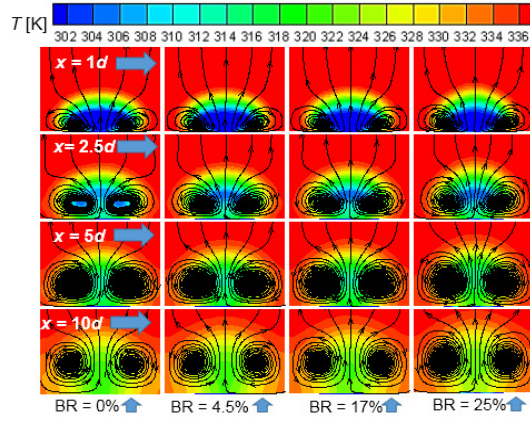 T [K]
302 304 306 308 310 312 314 316 318 320 322 324 326 328 330 332 334 336
x = 1d
x= 2.5d
x = 5d
x = 10d
BR = 0% BR = 4.5% BR = 17% BR = 25%